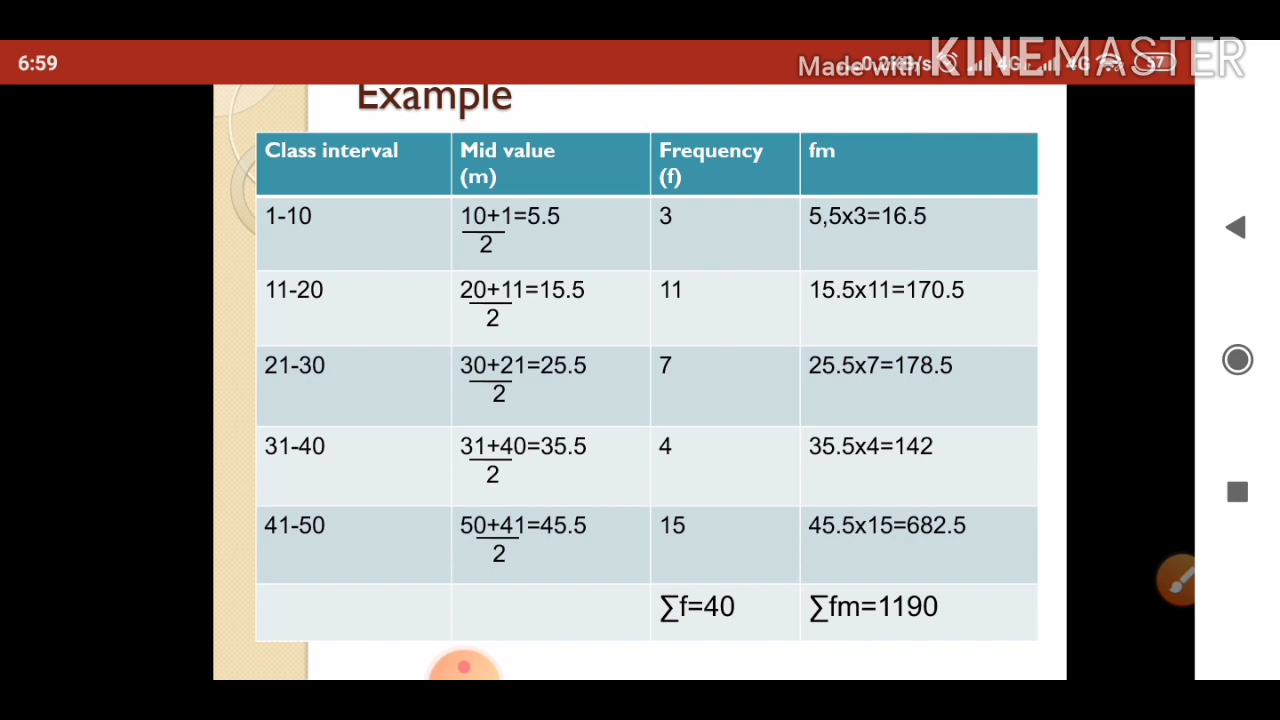 6:59
Made with KINEMASTER
Example
Class interval Mid value (m) Frequency (f) fm
1-10 10+1=5.5 3 5,5x3=16.5
2
11-20 20+11=15.5 11 15.5x11=170.5
2
21-30 30+21=25.5 7 25.5x7=178.5
2
31-40 31+40=35.5 4 35.5x4=142
2
41-50 50+41=45.5 15 45.5x15=682.5
2
∑f=40 ∑fm=1190